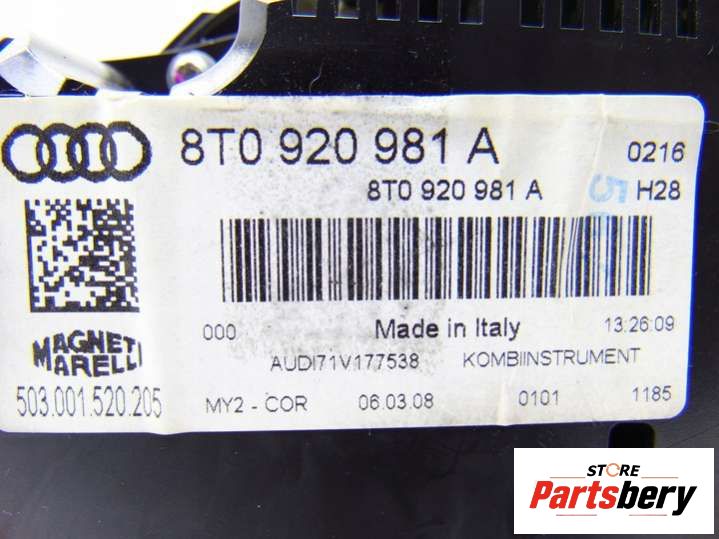 8T0 920 981 A
0216
8T0 920 981 A
H28
000
Made in Italy
13:26:09
MAGNETI
MARELLI
AUDI71V177538
KOMBIINSTRUMENT
503.001.520.205
MY2 - COR
06.03.08
0101
1185
STORE
Partsbery